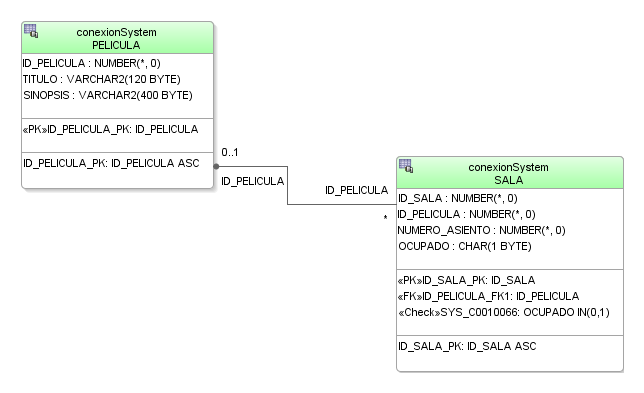 conexionSystem
PELICULA
ID_PELICULA : NUMBER(*, 0)
TITULO : VARCHAR2(120 BYTE)
SINOPSIS : VARCHAR2(400 BYTE)
«PK»ID_PELICULA_PK: ID_PELICULA
ID_PELICULA_PK: ID_PELICULA ASC
0..1
ID_PELICULA
ID_PELICULA
*
conexionSystem
SALA
ID_SALA : NUMBER(*, 0)
ID_PELICULA : NUMBER(*, 0)
NUMERO_ASIENTO : NUMBER(*, 0)
OCUPADO : CHAR(1 BYTE)
«PK»ID_SALA_PK: ID_SALA
«FK»ID_PELICULA_FK1: ID_PELICULA
«Check»SYS_C0010066: OCUPADO IN(0,1)
ID_SALA_PK: ID_SALA ASC